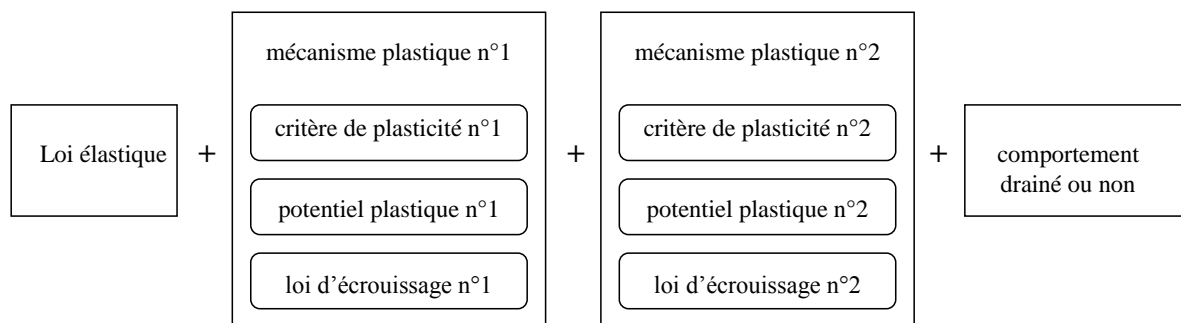 Loi élastique
+
mécanisme plastique n°1
critère de plasticité n°1
potentiel plastique n°1
loi d'écrouissage n°1
+
mécanisme plastique n°2
critère de plasticité n°2
potentiel plastique n°2
loi d'écrouissage n°2
+
comportement
drainé ou non